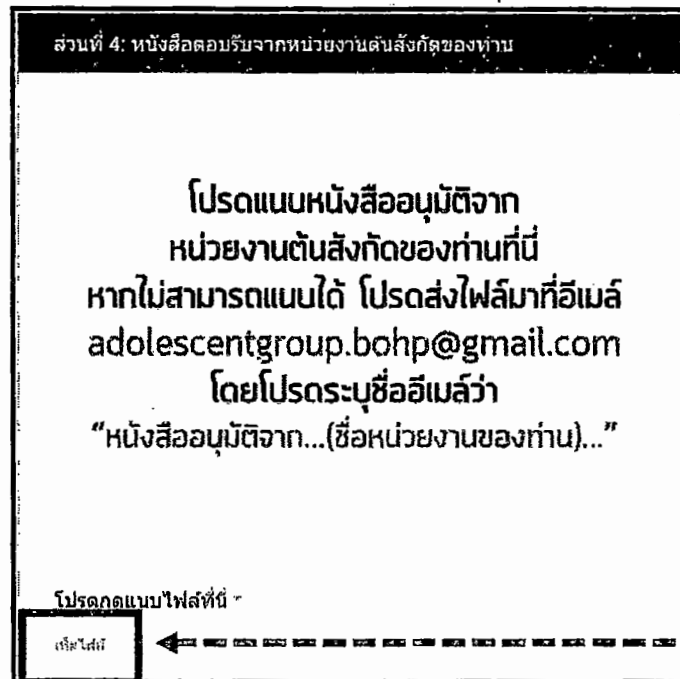 ส่วนที่ 4: หนังสือตอบรับจากหน่วยงานต้นสังกัดของท่าน
โปรดแนบหนังสืออนุมัติจาก
หน่วยงานต้นสังกัดของท่านที่นี่
หากไม่สามารถแนบได้ โปรดส่งไฟล์มาที่อีเมล์
adolescentgroup.bohp@gmail.com
โดยโปรดระบุชื่ออีเมล์ว่า
“หนังสืออนุมัติจาก...(ชื่อหน่วยงานของท่าน)...”
โปรดกดแนบไฟล์ที่นี่ *